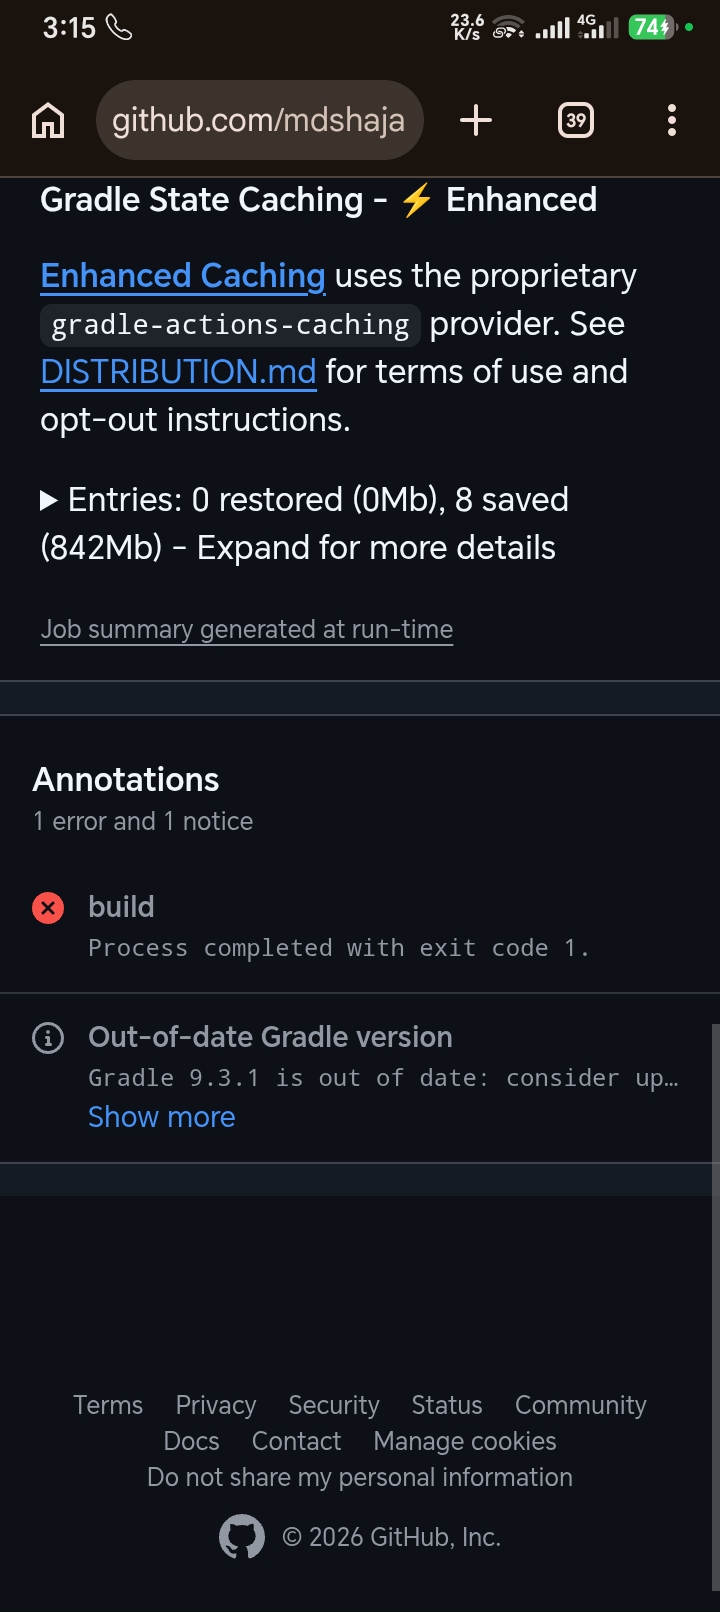 3:15
23.6
K/s
4G
74
github.com/mdshaja
39
Gradle State Caching - ⚡ Enhanced
Enhanced Caching uses the proprietary
gradle-actions-caching provider. See
DISTRIBUTION.md for terms of use and
opt-out instructions.
▶ Entries: 0 restored (0Mb), 8 saved
(842Mb) - Expand for more details
Job summary generated at run-time
Annotations
1 error and 1 notice
build
Process completed with exit code 1.
Out-of-date Gradle version
Gradle 9.3.1 is out of date: consider up…
Show more
Terms Privacy Security Status Community
Docs Contact Manage cookies
Do not share my personal information
© 2026 GitHub, Inc.